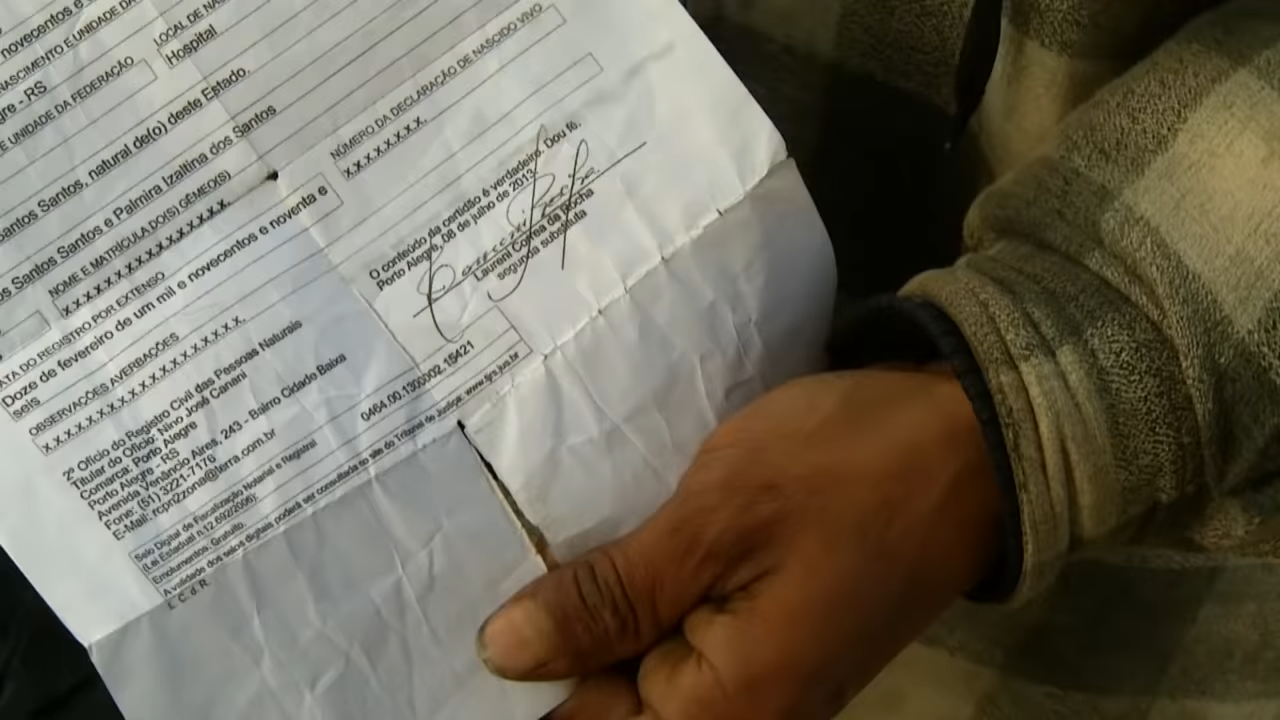 novecentos e
NASCIMENTO E UNIDADE DA
LOCAL DE NAS
gre - RS
Hospital
E UNIDADE DA FEDERAÇÃO
Santos Santos, natural de(o) deste Estado.
os Santos Santos e Palmira Izaltina dos Santos
NOME E MATRÍCULA DO(S) GÊMEO(S)
x.x.x.x.x.x.x.x.x.x.x.x.x.x.x.
NÚMERO DA DECLARAÇÃO DE NASCIDO VIVO
x.x.x.x.x.x.x.
ATA DO REGISTRO POR EXTENSO
Doze de fevereiro de um mil e novecentos e noventa e
seis
OBSERVAÇÕES AVERBAÇÕES
x.x.x.x.x.x.x.x.x.x.x.x.x.x.x.x.x.
2º Ofício do Registro Civil das Pessoas Naturais
Titular do Ofício: Nino José Canani
Comarca: Porto Alegre
Porto Alegre - RS
Avenida Venâncio Aires, 243 - Bairro Cidade Baixa
Fone: (51) 3221-7176
E-Mail: rcpn2zona@terra.com.br
O conteúdo da certidão é verdadeiro. Dou fé.
Porto Alegre, 08 de julho de 2013.
Laureni Correa da Rocha
segunda substituta
Selo Digital de Fiscalização Notarial e Registral
(Lei Estadual n.12.692/2006):
0464.00.1300002.15421
Emolumentos: Gratuito.
A validade dos selos digitais poderá ser consultada no site do Tribunal de Justiça: www.tjrs.jus.br
L. C. d. R.